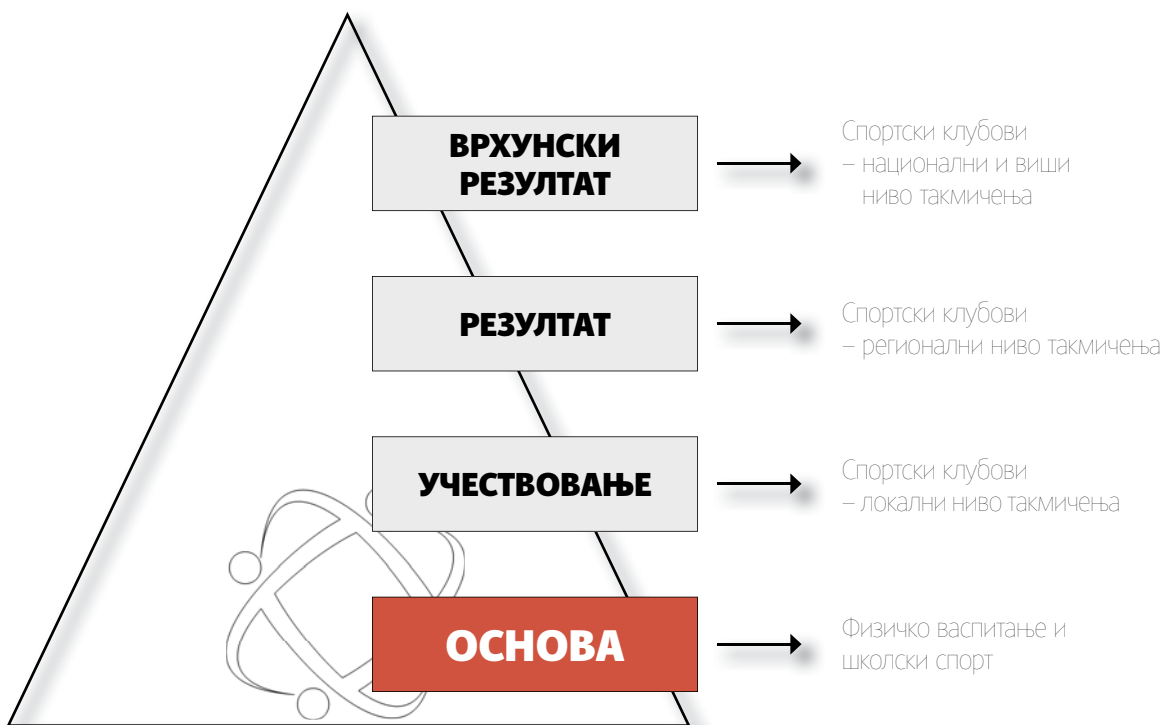 ВРХУНСКИ
РЕЗУЛТАТ
Спортски клубови
– национални и виши
ниво такмичења
РЕЗУЛТАТ
Спортски клубови
– регионални ниво такмичења
УЧЕСТВОВАЊЕ
Спортски клубови
– локални ниво такмичења
ОСНОВА
Физичко васпитање и
школски спорт